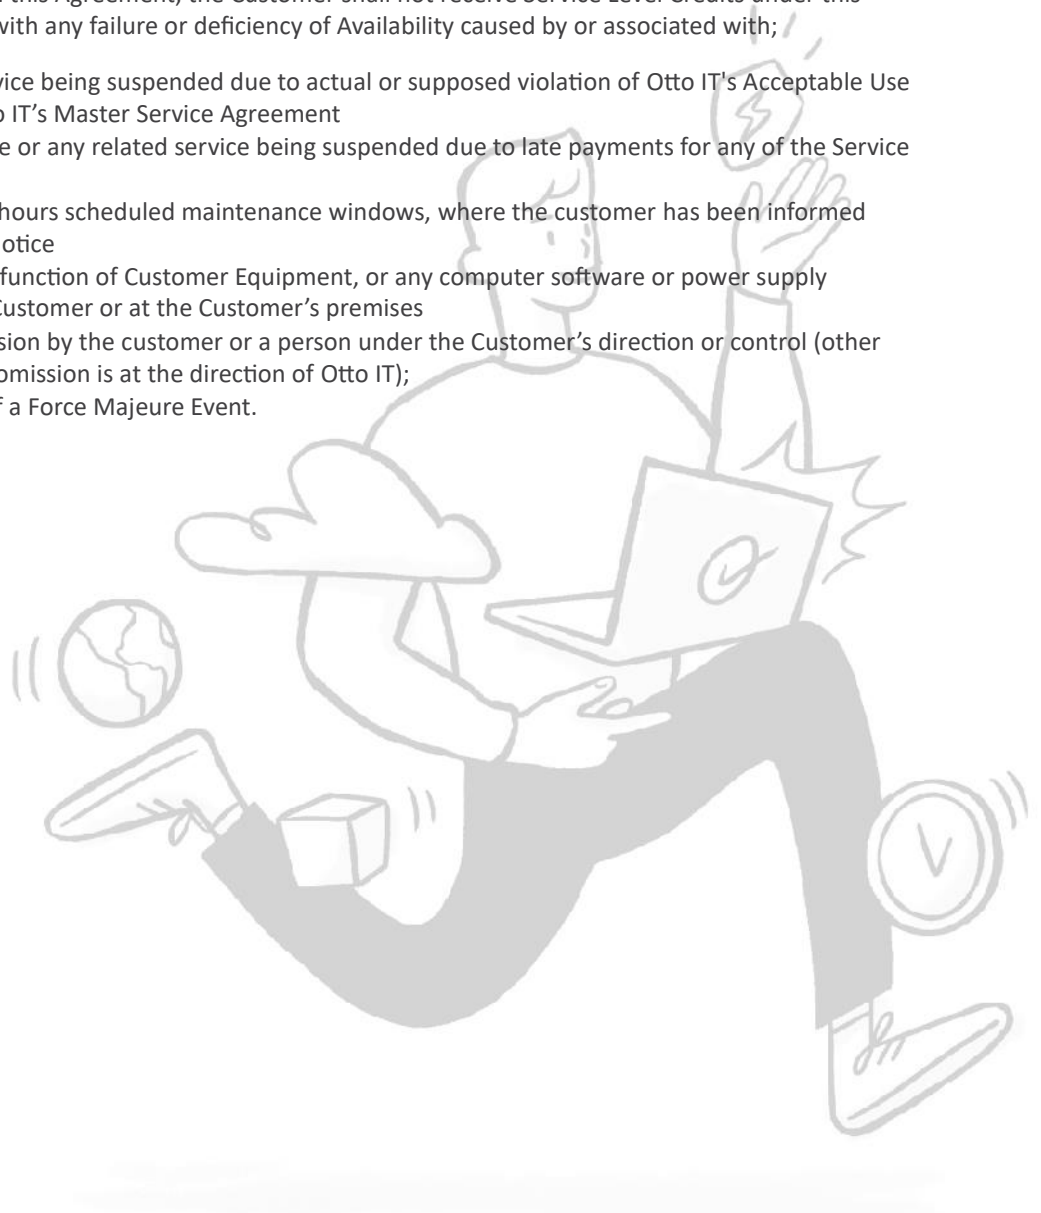 this Agreement, the Customer shall not receive Service Level Credits under this
with any failure or deficiency of Availability caused by or associated with;
vice being suspended due to actual or supposed violation of Otto IT's Acceptable Use
o IT’s Master Service Agreement
e or any related service being suspended due to late payments for any of the Service
hours scheduled maintenance windows, where the customer has been informed
otice
function of Customer Equipment, or any computer software or power supply
Customer or at the Customer’s premises
sion by the customer or a person under the Customer’s direction or control (other
omission is at the direction of Otto IT);
f a Force Majeure Event.
V